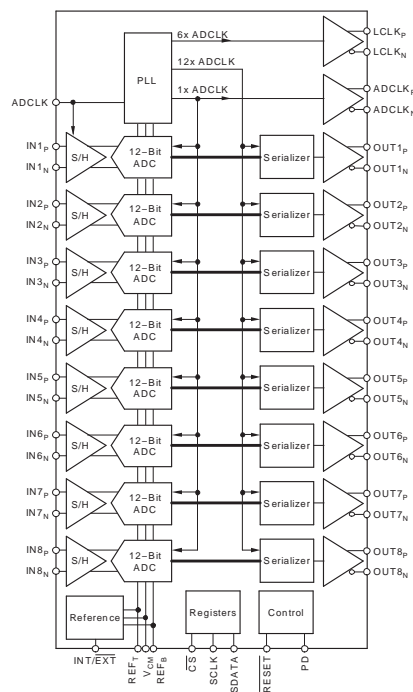 6x ADCLK
LCLKP
LCLKN
12x ADCLK
PLL
1x ADCLK
ADCLKP
ADCLKN
ADCLK
IN1P
IN1N
S/H
12-Bit
ADC
Serializer
OUT1P
OUT1N
IN2P
IN2N
S/H
12-Bit
ADC
Serializer
OUT2P
OUT2N
IN3P
IN3N
S/H
12-Bit
ADC
Serializer
OUT3P
OUT3N
IN4P
IN4N
S/H
12-Bit
ADC
Serializer
OUT4P
OUT4N
IN5P
IN5N
S/H
12-Bit
ADC
Serializer
OUT5P
OUT5N
IN6P
IN6N
S/H
12-Bit
ADC
Serializer
OUT6P
OUT6N
IN7P
IN7N
S/H
12-Bit
ADC
Serializer
OUT7P
OUT7N
IN8P
IN8N
S/H
12-Bit
ADC
Serializer
OUT8P
OUT8N
Reference
Registers
Control
INT/EXT
REFT
VCM
REFB
CS
SCLK
SDATA
RESET
PD